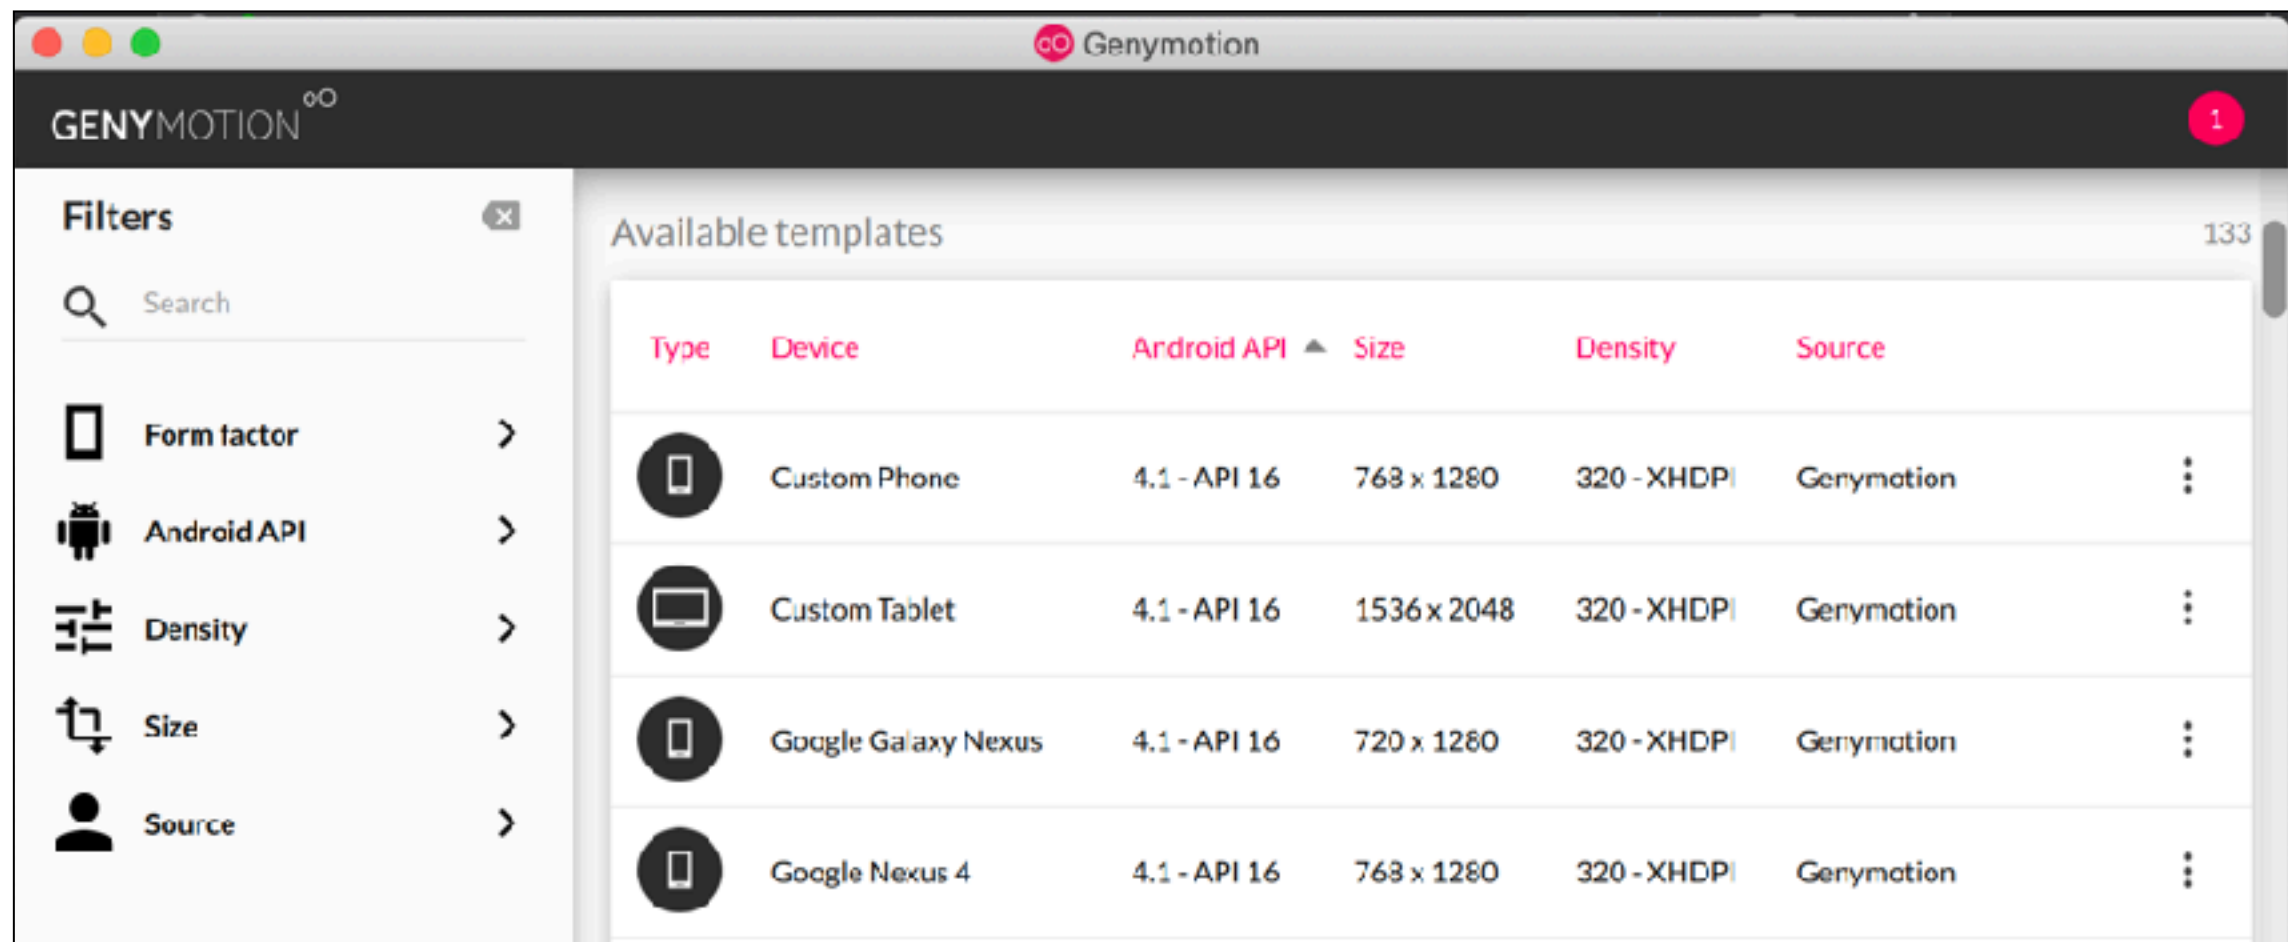 Genymotion
GENYMOTION
1
Filters
Search
Form factor
Android API
Density
Size
Source
Available templates 133
Type Device Android API Size Density Source
Custom Phone 4.1 - API 16 768 x 1280 320 - XHDPI Genymotion
Custom Tablet 4.1 - API 16 1536 x 2048 320 - XHDPI Genymotion
Google Galaxy Nexus 4.1 - API 16 720 x 1280 320 - XHDPI Genymotion
Google Nexus 4 4.1 - API 16 768 x 1280 320 - XHDPI Genymotion